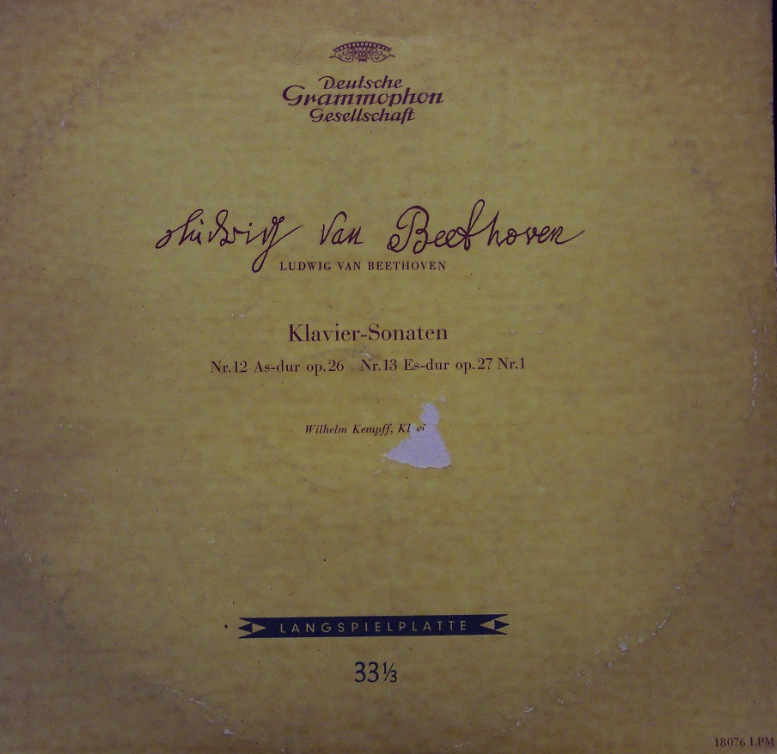 Deutsche
Grammophon
Gesellschaft
Ludwig van Beethoven
LUDWIG VAN BEETHOVEN
Klavier-Sonaten
Nr.12 As-dur op.26 Nr.13 Es-dur op.27 Nr.1
Wilhelm Kempff,
LANGSPIELPLATTE
33⅓
18076 LPM